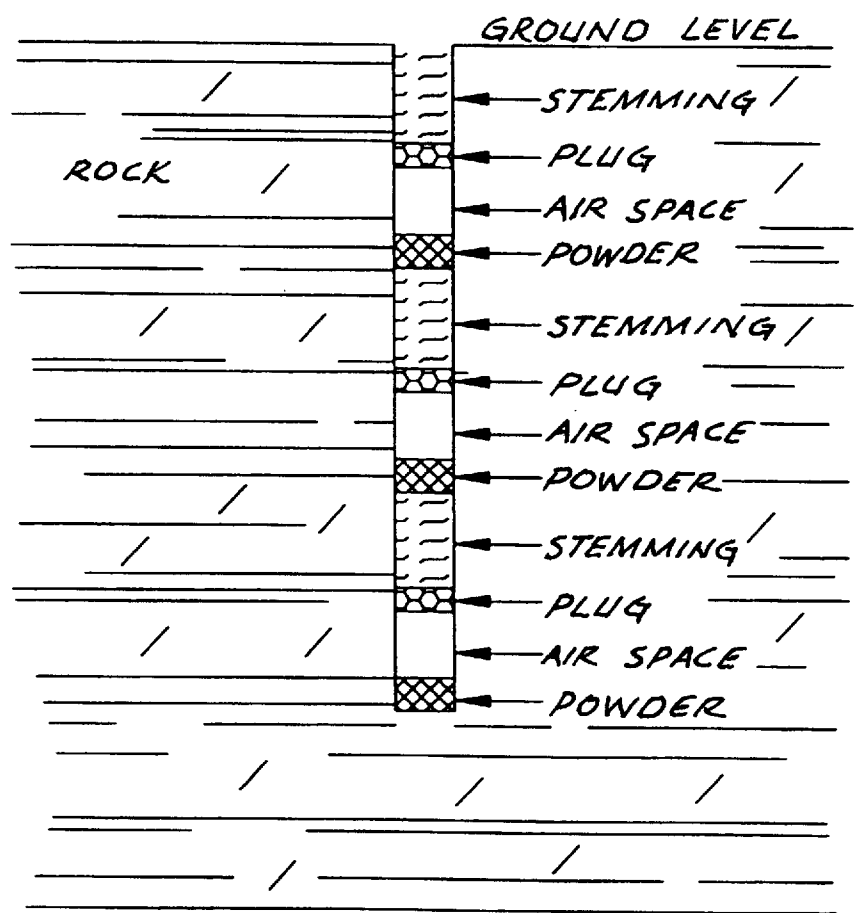 GROUND LEVEL
STEMMING
PLUG
ROCK
AIR SPACE
POWDER
STEMMING
PLUG
AIR SPACE
POWDER
STEMMING
PLUG
AIR SPACE
POWDER